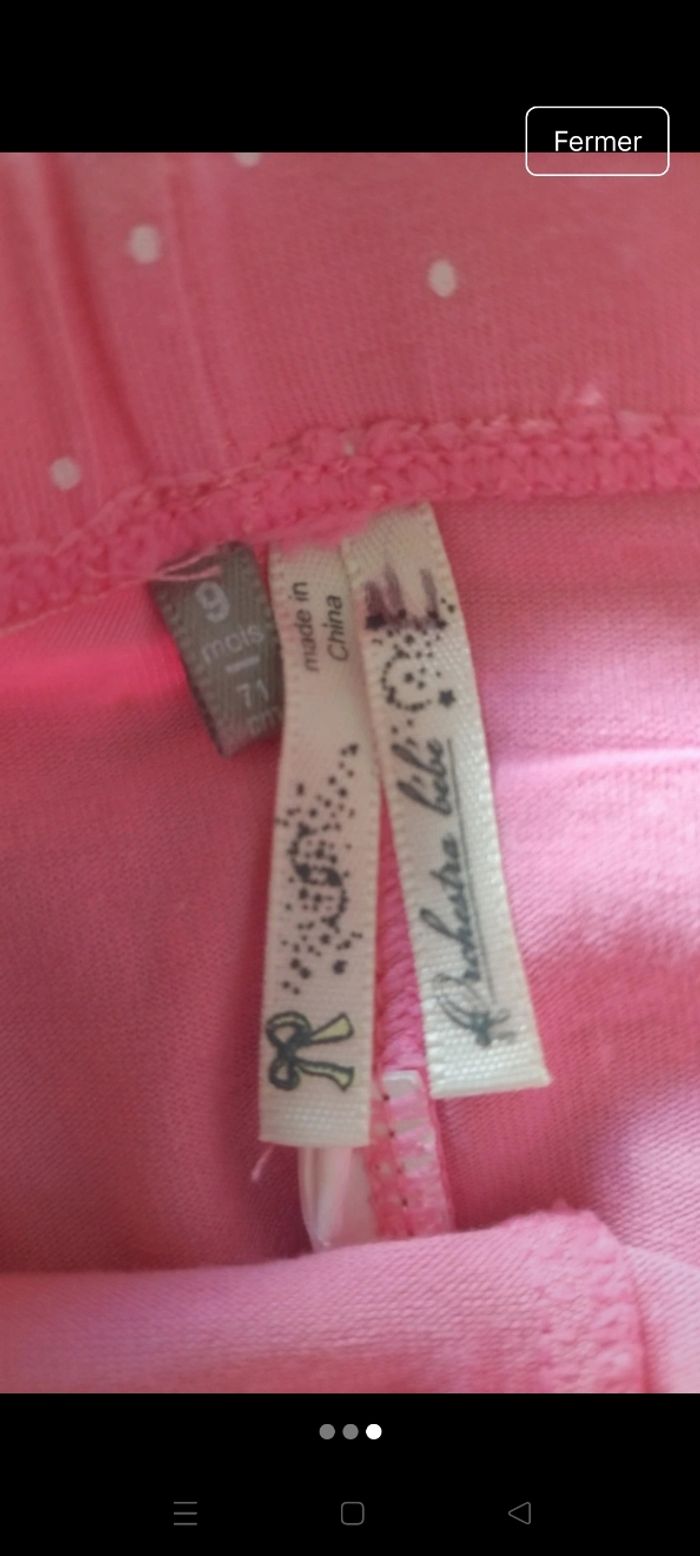 Fermer
9
mois
71
cm
made in
China
Orchestra bébé